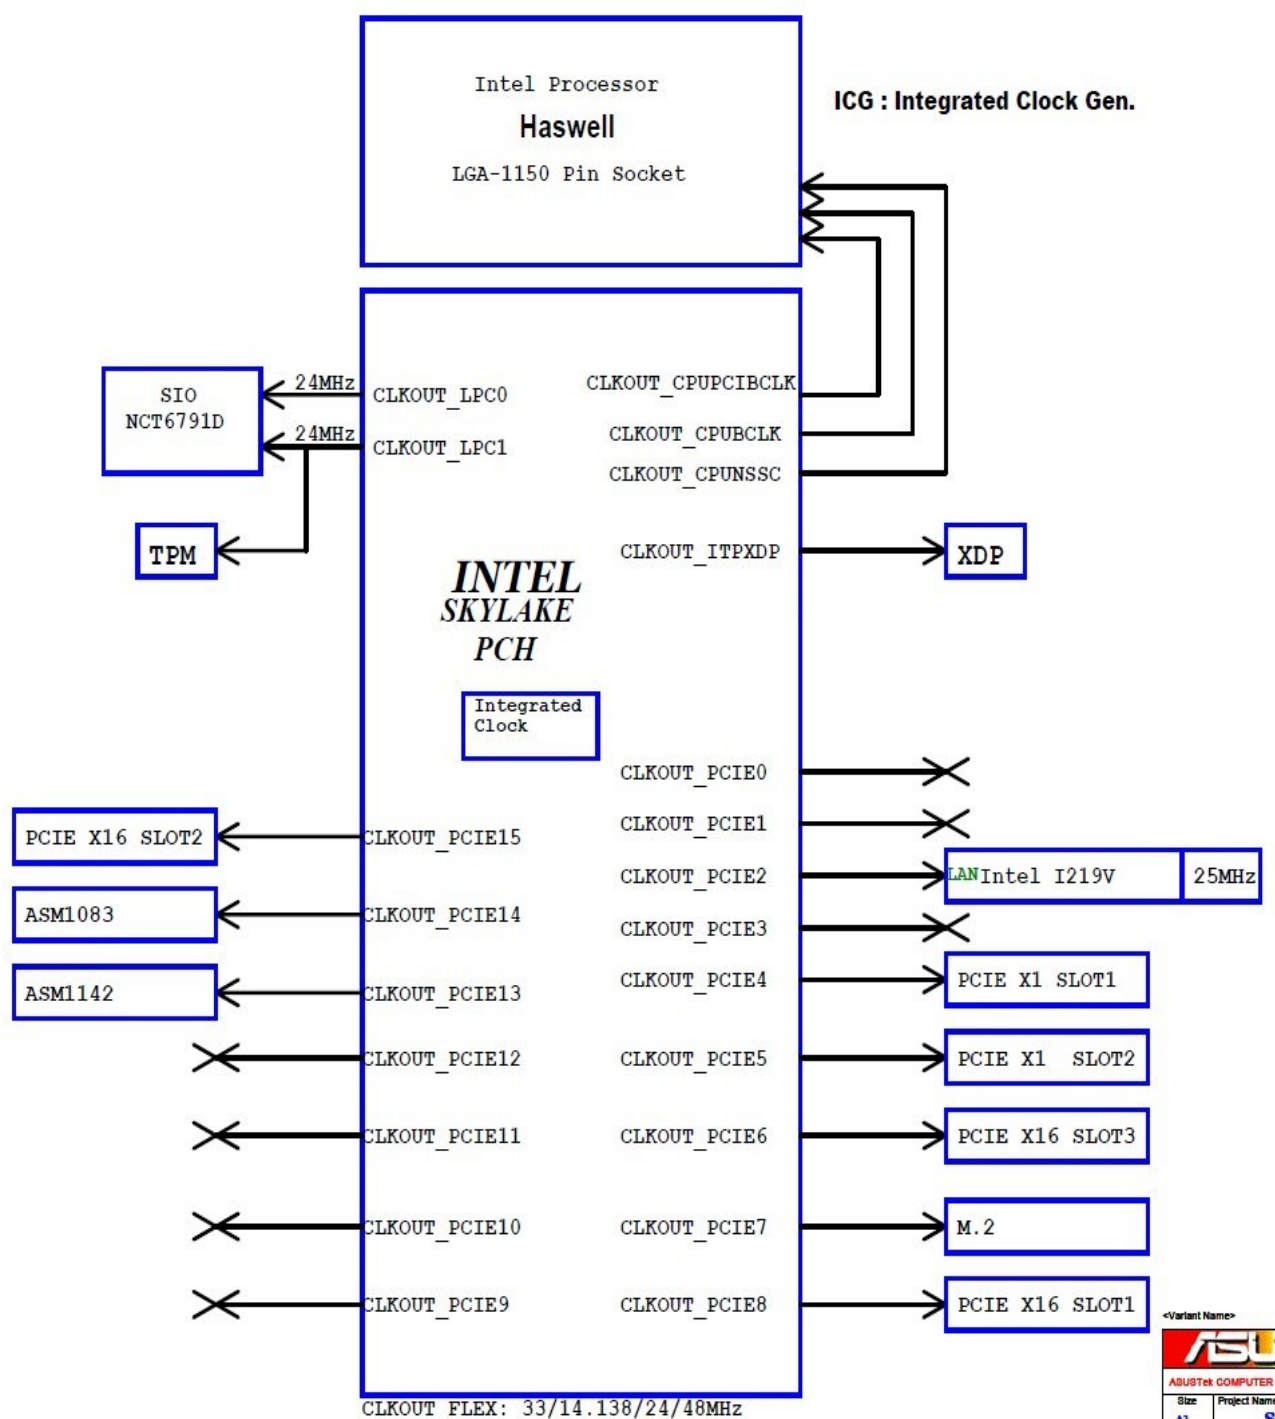 Intel Processor
Haswell
LGA-1150 Pin Socket
ICG : Integrated Clock Gen.
SIO
NCT6791D
24MHz
CLKOUT_LPC0
24MHz
CLKOUT_LPC1
TPM
CLKOUT_CPUPCIBCLK
CLKOUT_CPUBCLK
CLKOUT_CPUNSSC
CLKOUT_ITPXDP
XDP
INTEL
SKYLAKE
PCH
Integrated
Clock
PCIE X16 SLOT2
CLKOUT_PCIE15
ASM1083
CLKOUT_PCIE14
ASM1142
CLKOUT_PCIE13
CLKOUT_PCIE12
CLKOUT_PCIE11
CLKOUT_PCIE10
CLKOUT_PCIE9
CLKOUT_PCIE0
CLKOUT_PCIE1
CLKOUT_PCIE2
LAN Intel I219V
25MHz
CLKOUT_PCIE3
CLKOUT_PCIE4
PCIE X1 SLOT1
CLKOUT_PCIE5
PCIE X1 SLOT2
CLKOUT_PCIE6
PCIE X16 SLOT3
CLKOUT_PCIE7
M.2
CLKOUT_PCIE8
PCIE X16 SLOT1
CLKOUT FLEX: 33/14.138/24/48MHz
<Variant Name>
ASUSTek COMPUTER
Size
Project Name